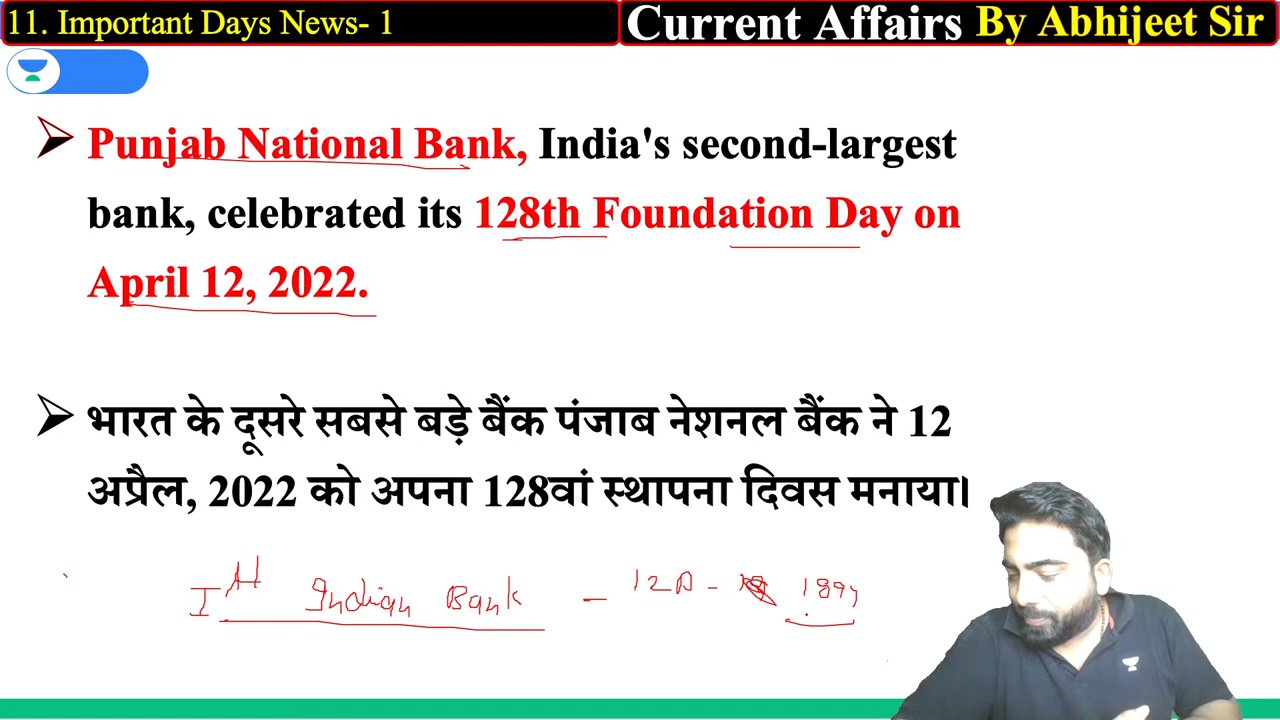 11. Important Days News- 1
Current Affairs By Abhijeet Sir
Punjab National Bank, India's second-largest
bank, celebrated its 128th Foundation Day on
April 12, 2022.
भारत के दूसरे सबसे बड़े बैंक पंजाब नेशनल बैंक ने 12
अप्रैल, 2022 को अपना 128वां स्थापना दिवस मनाया।
Indian Bank -